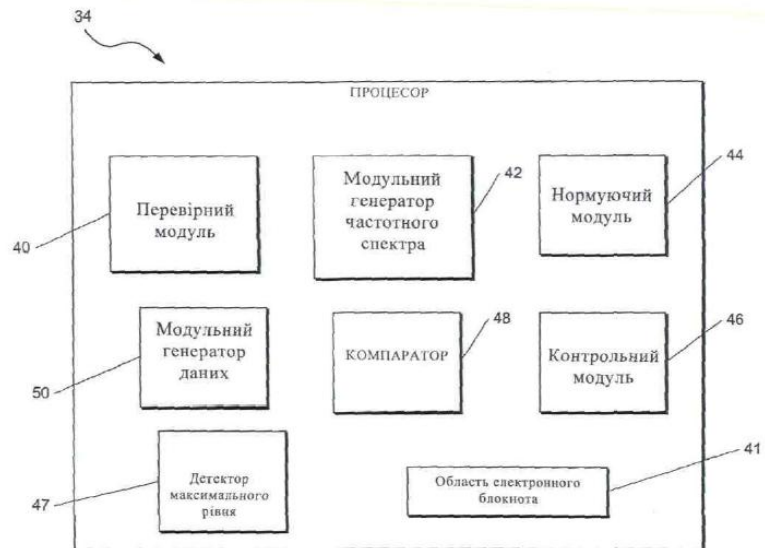 34
ПРОЦЕСОР
Перевірний
модуль
40
Модульний
генератор
частотного
спектра
42
Нормуючий
модуль
44
Модульний
генератор
даних
50
КОМПАРАТОР
48
Контрольний
модуль
46
Детектор
максимального
рівня
47
Область електронного
блокнота
41